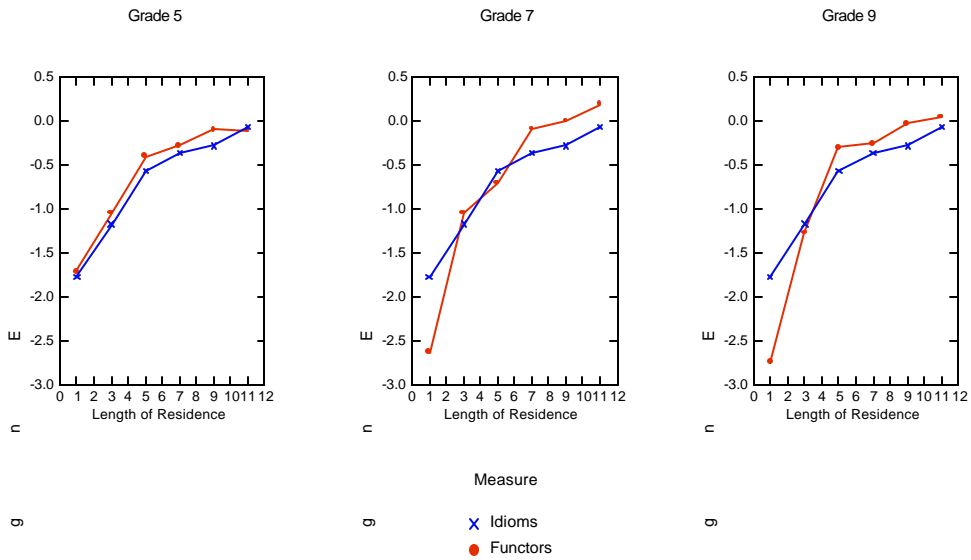 Grade 5 Grade 7 Grade 9
0.5 0.5 0.5
0.0 0.0 0.0
-0.5 -0.5 -0.5
-1.0 -1.0 -1.0
-1.5 -1.5 -1.5
-2.0 -2.0 -2.0
-2.5 -2.5 -2.5
E E E
-3.0 -3.0 -3.0
0 1 2 3 4 5 6 7 8 9 10 11 12 0 1 2 3 4 5 6 7 8 9 10 11 12 0 1 2 3 4 5 6 7 8 9 10 11 12
Length of Residence Length of Residence Length of Residence
n n n
Measure
g g g
Idioms
Functors